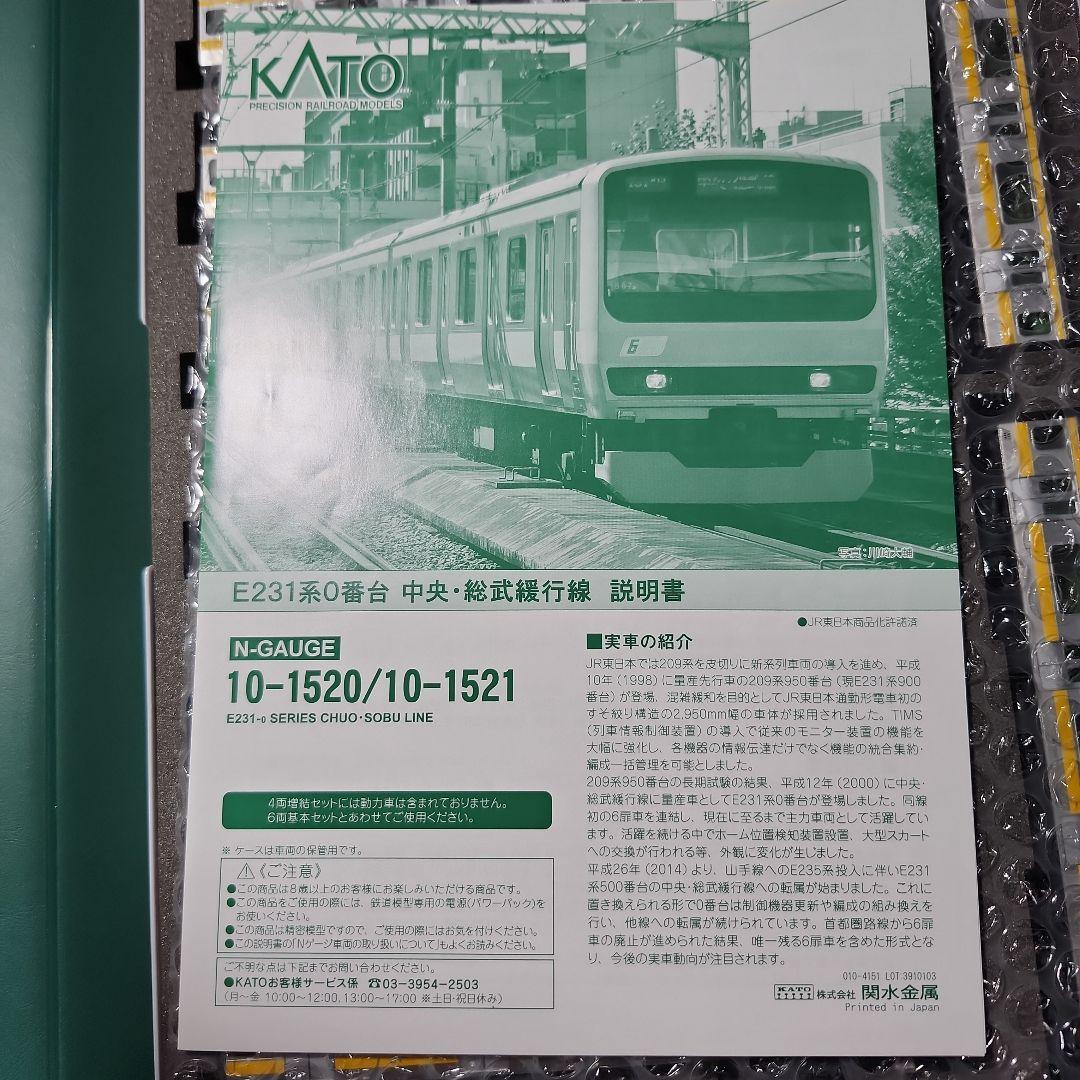 KATO
PRECISION RAILROAD MODELS
写真：川崎大輔
E231系0番台 中央・総武緩行線 説明書
●JR東日本商品化許諾済
N-GAUGE
10-1520/10-1521
E231-0 SERIES CHUO・SOBU LINE
4両増結セットには動力車は含まれておりません。
6両基本セットとあわせてご使用ください。
※ ケースは車両の保管用です。
⚠《ご注意》
●この商品は8歳以上のお客様にお楽しみいただける商品です。
●この商品をご使用の際には、鉄道模型専用の電源(パワーパック)を
お使いください。
●この商品は精密模型ですので、ご使用の際にはお気を付けください。
●この説明書の「Nゲージ車両の取り扱いについて」もよくお読みください。
ご不明な点は下記までお問い合わせください。
●KATOお客様サービス係 ☎03-3954-2503
(月〜金 10:00〜12:00, 13:00〜17:00 ※土日・祝日休み)
■実車の紹介
JR東日本では209系を皮切りに新系列車両の導入を進め、平成
10年(1998)に量産先行車の209系950番台(現E231系900
番台)が登場、混雑緩和を目的としてJR東日本通勤形電車初の
すそ絞り構造の2,950mm幅の車体が採用されました。TIMS
(列車情報制御装置)の導入で従来のモニター装置の機能を
大幅に強化し、各機器の情報伝達だけでなく機能の統合集約・
編成一括管理を可能としました。
209系950番台の長期試験の結果、平成12年(2000)に中央・
総武緩行線に量産車としてE231系0番台が登場しました。同線
初の6扉車を連結し、現在に至るまで主力車両として活躍してい
ます。活躍を続ける中でホーム位置検知装置設置、大型スカート
への交換が行われる等、外観に変化が生じました。
平成26年(2014)より、山手線へのE235系投入に伴いE231
系500番台の中央・総武緩行線への転属が始まりました。これに
置き換えられる形で0番台は制御機器更新や編成の組み換えを
行い、他線への転属が続けられています。首都圏路線から6扉
車の廃止が進められた結果、唯一残る6扉車を含めた形式とな
り、今後の実車動向が注目されます。
010-4151 LOT:3910103
KATO 株式会社 関水金属
Printed in Japan